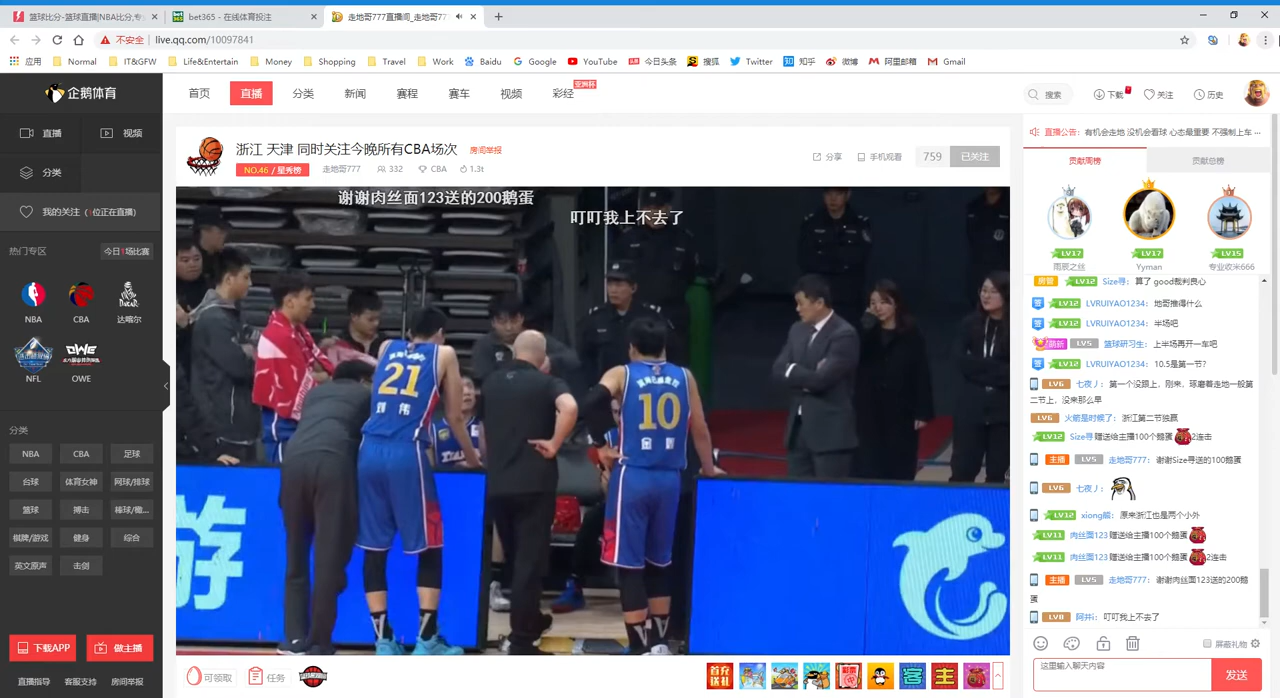 篮球比分-篮球直播|NBA比分,专
bet365 - 在线体育投注
走地哥777直播间_走地哥77
不安全 live.qq.com/10097841
应用 Normal IT&GFW Life&Entertain Money Shopping Travel Work Baidu Google YouTube 今日头条 搜狐 Twitter 知乎 微博 阿里邮箱 Gmail
企鹅体育
首页 直播 分类 新闻 赛程 赛车 视频 彩经 亚洲杯
搜索 下载 关注 历史
直播 视频
分类
我的关注 (1位正在直播)
热门专区 今日1场比赛
NBA CBA 达喀尔
NFL OWE
分类
NBA CBA 足球
台球 体育女神 网球/排球
篮球 搏击 棒球/橄...
棋牌/游戏 健身 综合
英文原声 击剑
下载APP 做主播
直播指导 客服支持 房间举报
浙江 天津 同时关注今晚所有CBA场次 房间举报
NO.46 / 星秀榜 走地哥777 332 CBA 1.3t
分享 手机观看 759 已关注
谢谢肉丝面123送的200鹅蛋
叮叮我上不去了
21
刘 伟
10
游
可领取 任务
首充送礼 客 主
直播公告: 有机会走地 没机会看球 心态最重要 不强制上车 ...
贡献周榜 贡献总榜
LV17 LV17 LV15
雨霖之丝 Yyman 专业收米666
房管 LV12 Size寻: 算了 good裁判良心
LV12 LVRUIYAO1234: 地哥推得什么
LV12 LVRUIYAO1234: 半场吧
LV5 篮球研习生: 上半场再开一车吧
LV12 LVRUIYAO1234: 10.5是第一节?
LV6 七夜丿: 第一个没跟上，刚来，琢磨着走地一般第
二节上，没来那么早
LV6 火箭是时候了: 浙江第二节独赢
LV12 Size寻 赠送给主播100个鹅蛋 2连击
主播 LV5 走地哥777: 谢谢Size寻送的100鹅蛋
LV6 七夜丿:
LV12 xiong酷: 原来浙江也是两个小外
LV11 肉丝面123 赠送给主播100个鹅蛋
LV11 肉丝面123 赠送给主播100个鹅蛋 2连击
主播 LV5 走地哥777: 谢谢肉丝面123送的200鹅
蛋
LV8 阿井i: 叮叮我上不去了
屏蔽礼物
这里输入聊天内容
发送